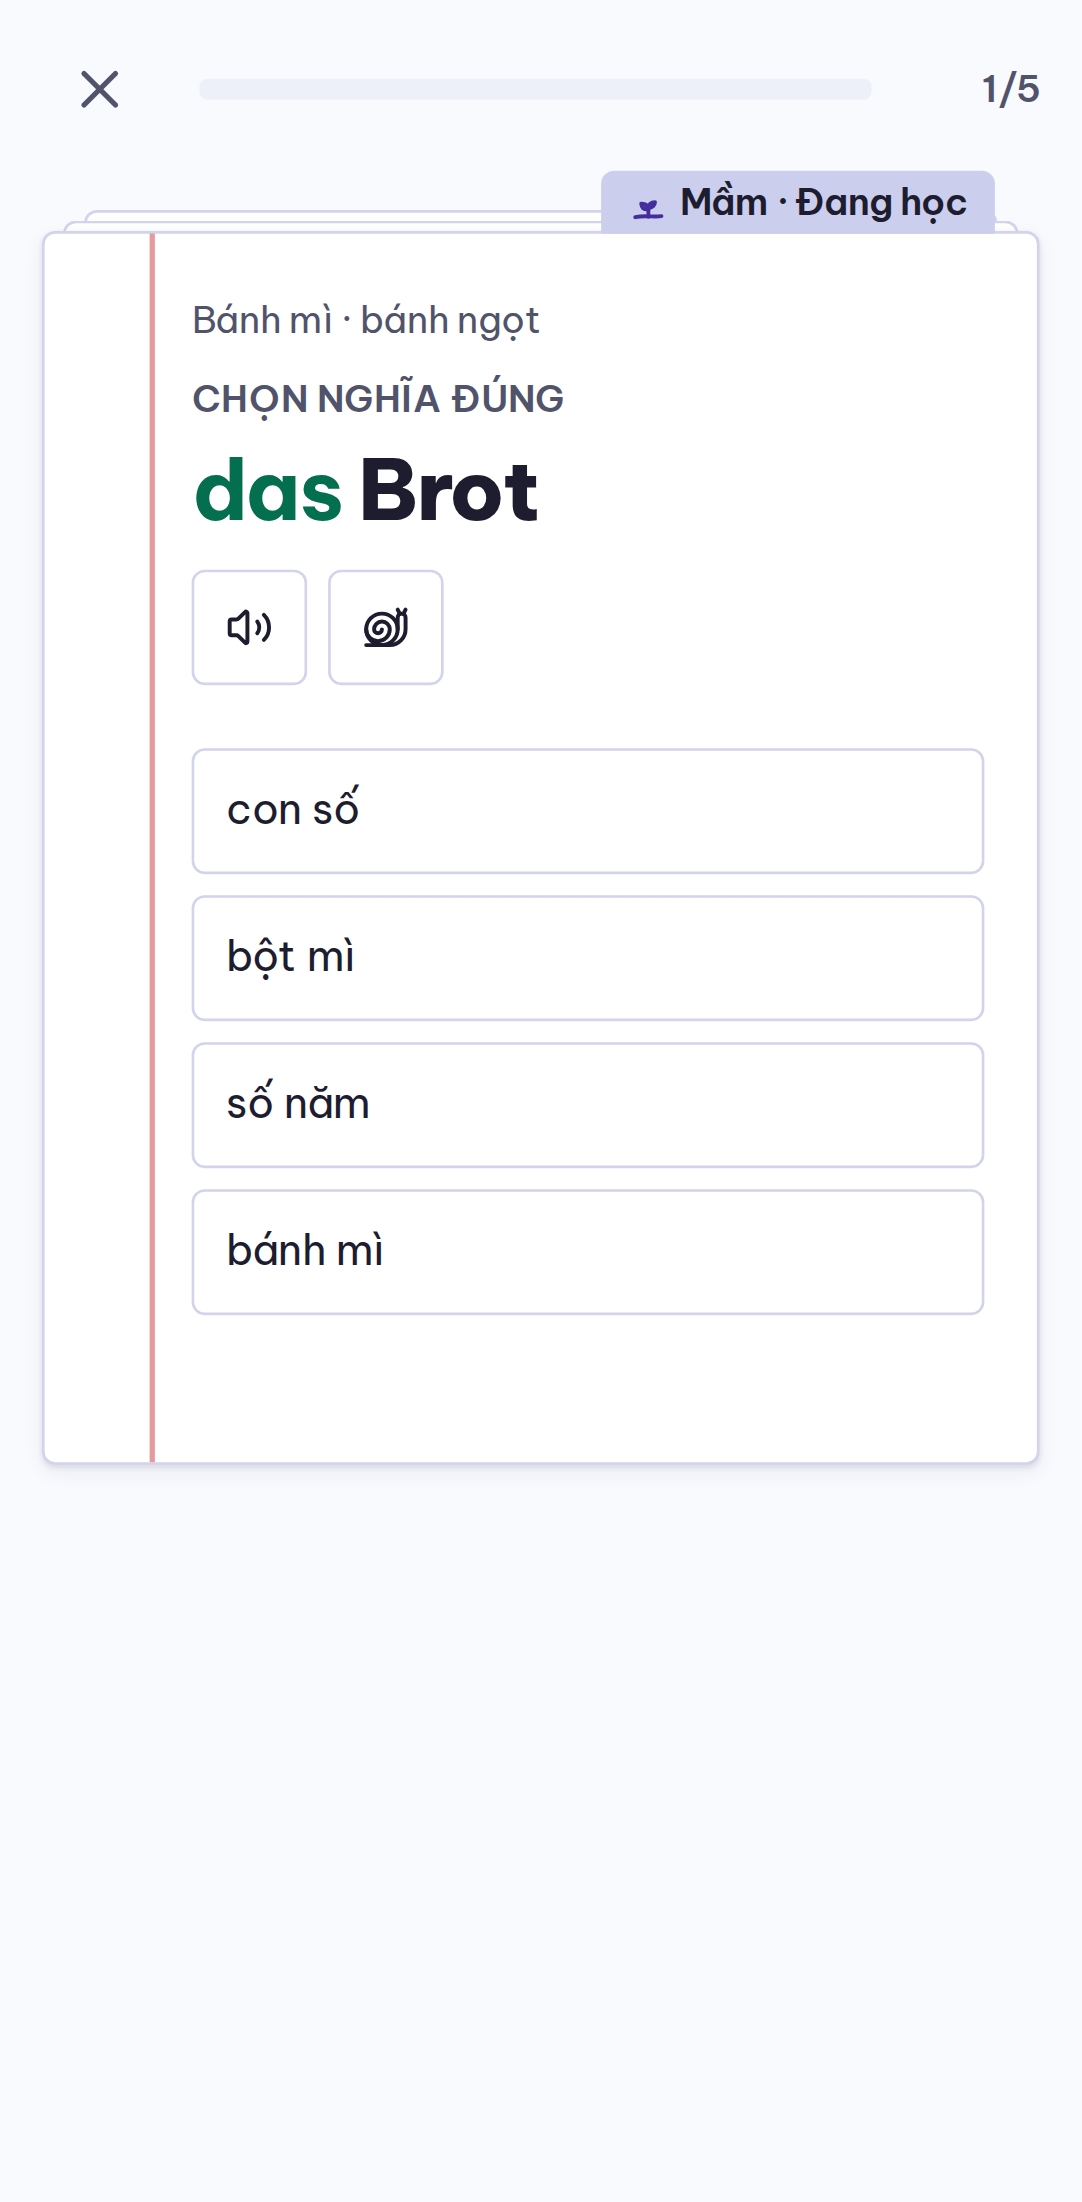 1/5
Mầm · Đang học
Bánh mì · bánh ngọt
CHỌN NGHĨA ĐÚNG
das Brot
con số
bột mì
số năm
bánh mì